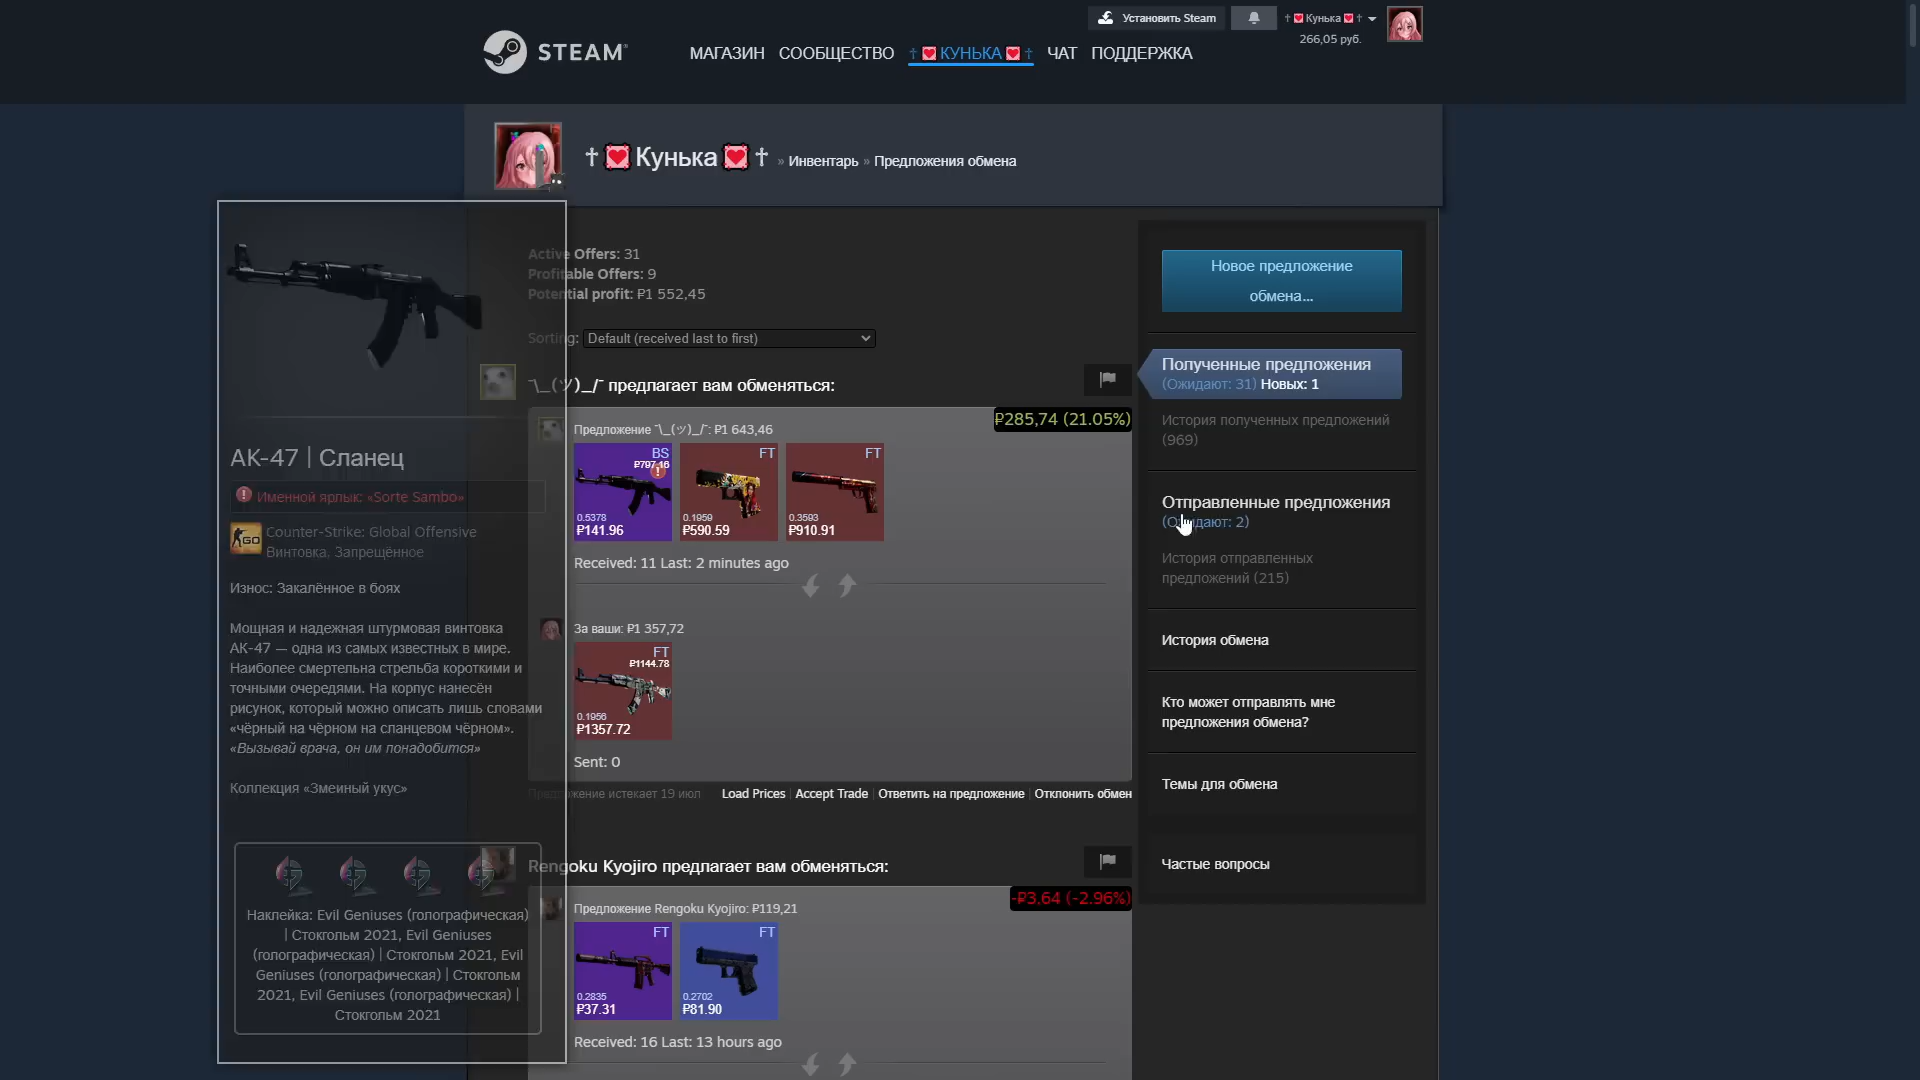 Установить Steam
† Кунька †
266,05 руб.
STEAM
МАГАЗИН СООБЩЕСТВО † КУНЬКА † ЧАТ ПОДДЕРЖКА
† Кунька † » Инвентарь » Предложения обмена
Active Offers: 31
Profitable Offers: 9
Potential profit: ₽1 552,45
Sorting: Default (received last to first)
¯\_(ツ)_/¯ предлагает вам обменяться:
₽285,74 (21.05%)
Предложение ¯\_(ツ)_/¯: ₽1 643,46
BS
₽797.16
0.5378
₽141.96
FT
0.1959
₽590.59
FT
0.3593
₽910.91
Received: 11 Last: 2 minutes ago
За ваши: ₽1 357,72
FT
₽1144.78
0.1956
₽1357.72
Sent: 0
Предложение истекает 19 июл
Load Prices | Accept Trade | Ответить на предложение | Отклонить обмен
Rengoku Kyojiro предлагает вам обменяться:
-₽3,64 (-2.96%)
Предложение Rengoku Kyojiro: ₽119,21
FT
0.2835
₽37.31
FT
0.2702
₽81.90
Received: 16 Last: 13 hours ago
АК-47 | Сланец
Именной ярлык: «Sorte Sambo»
GO
Counter-Strike: Global Offensive
Винтовка, Запрещённое
Износ: Закалённое в боях
Мощная и надежная штурмовая винтовка
АК-47 — одна из самых известных в мире.
Наиболее смертельна стрельба короткими и
точными очередями. На корпус нанесён
рисунок, который можно описать лишь словами
«чёрный на чёрном на сланцевом чёрном».
«Вызывай врача, он им понадобится»
Коллекция «Змеиный укус»
Наклейка: Evil Geniuses (голографическая)
| Стокгольм 2021, Evil Geniuses
(голографическая) | Стокгольм 2021, Evil
Geniuses (голографическая) | Стокгольм
2021, Evil Geniuses (голографическая) |
Стокгольм 2021
Новое предложение
обмена...
Полученные предложения
(Ожидают: 31) Новых: 1
История полученных предложений
(969)
Отправленные предложения
(Ожидают: 2)
История отправленных
предложений (215)
История обмена
Кто может отправлять мне
предложения обмена?
Темы для обмена
Частые вопросы